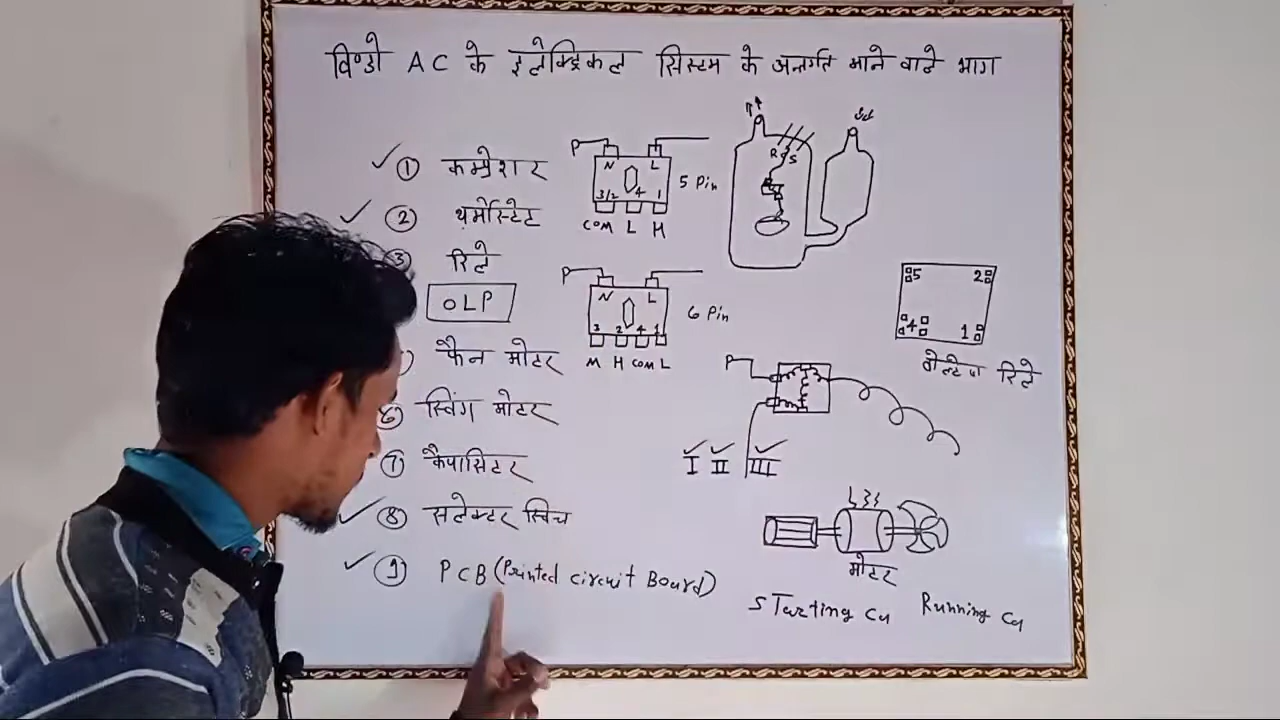 विण्डो AC के इलेक्ट्रिकल सिस्टम के अन्तर्गत माने वाले भाग
① कम्प्रेशर
② थर्मोस्टेट
③ रिले
OLP
फैन मोटर
⑥ स्विंग मोटर
⑦ कैपासिटर
⑧ सलेक्टर स्विच
⑨ PCB (Printed circuit Board)
P
N L
3/2 4 1
5 Pin
COM L H
P
N L
3 2 4 1
6 Pin
M H COM L
R C S
5 2
4 1
वोल्टेज रिले
P
I II III
मोटर
STarting Ca Running Ca